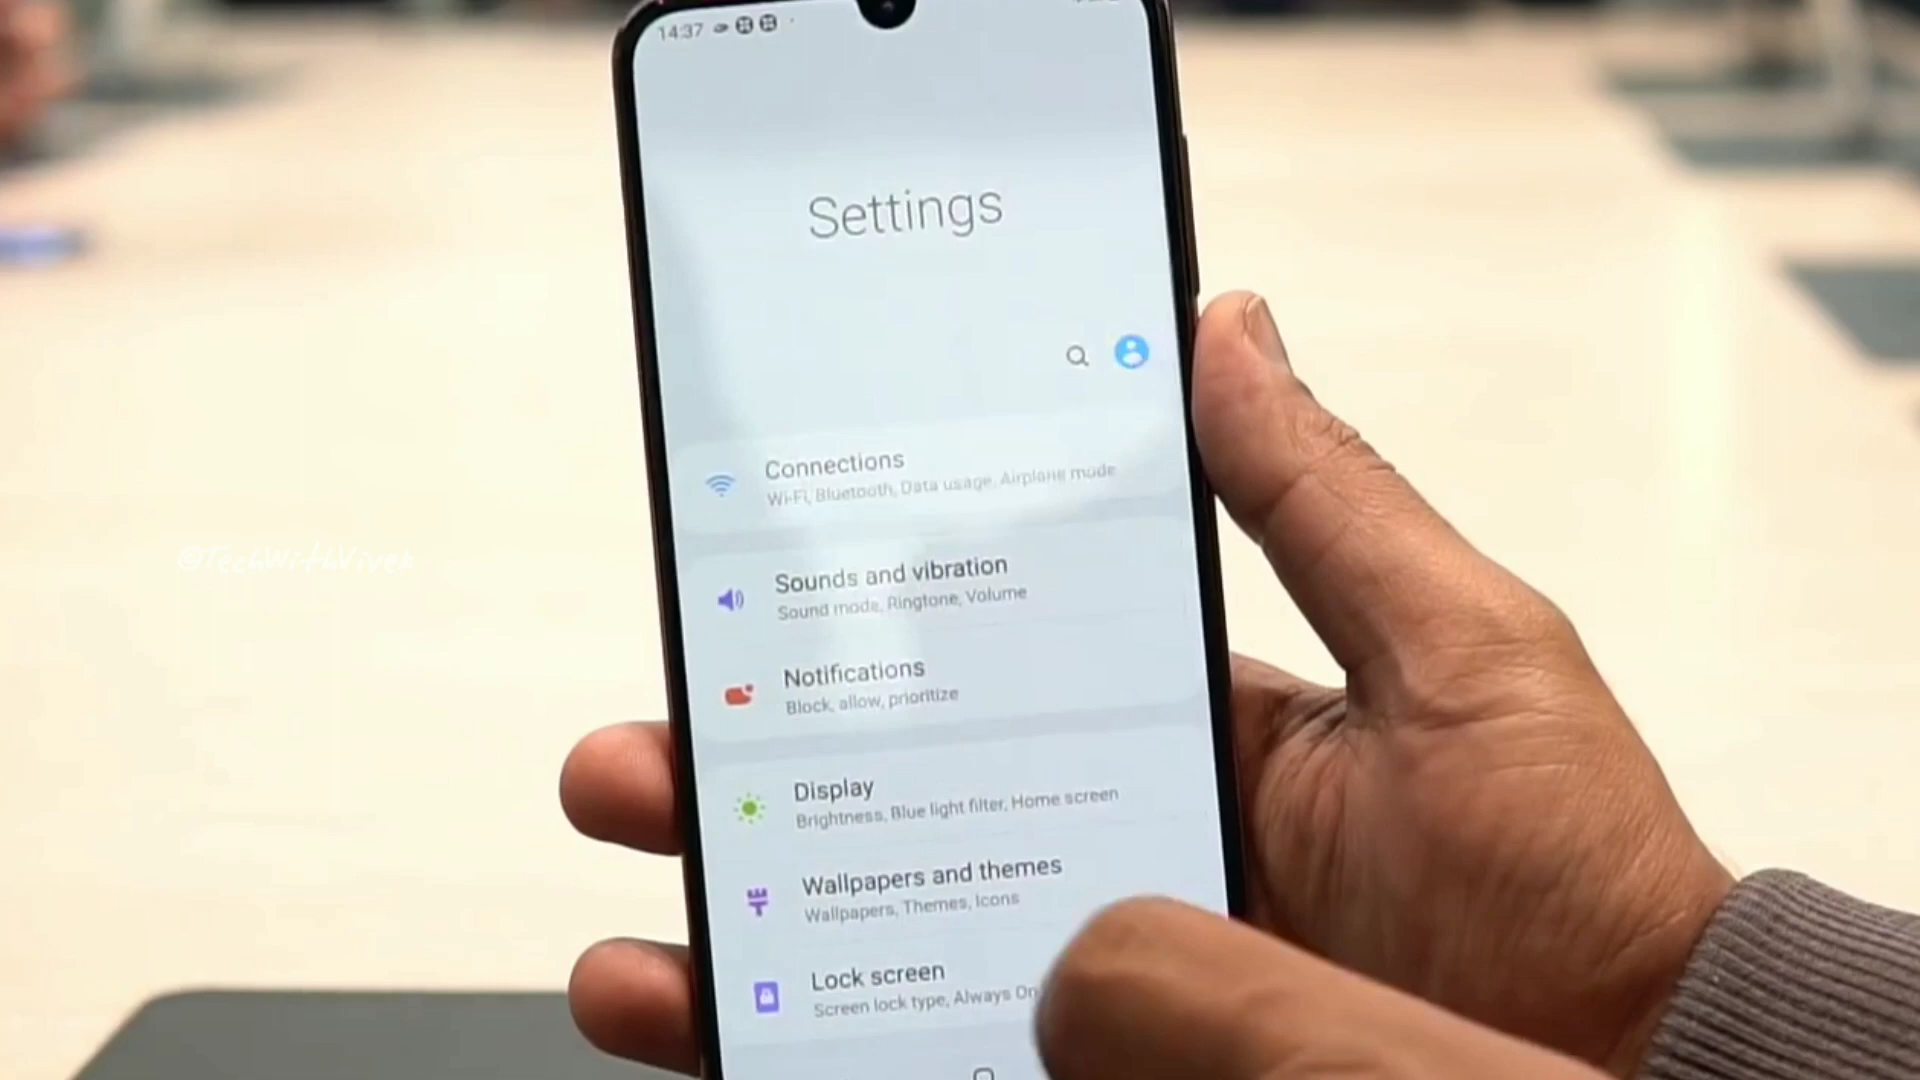 14:37
Settings
Connections
Wi-Fi, Bluetooth, Data usage, Airplane mode
@TechWithVivek
Sounds and vibration
Sound mode, Ringtone, Volume
Notifications
Block, allow, prioritize
Display
Brightness, Blue light filter, Home screen
Wallpapers and themes
Wallpapers, Themes, Icons
Lock screen
Screen lock type, Always On